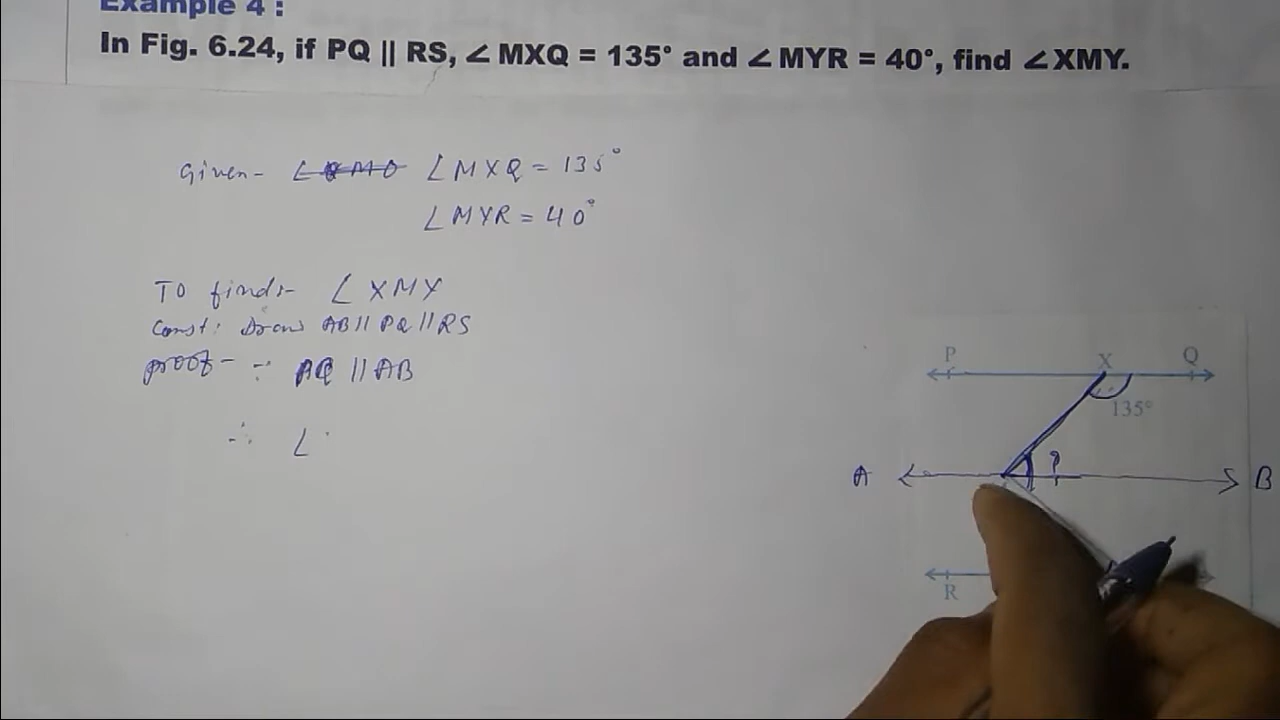 Example 4 :
In Fig. 6.24, if PQ || RS, ∠ MXQ = 135° and ∠ MYR = 40°, find ∠ XMY.
Given - ∠ MXQ = 135°
∠ MYR = 40°
To find:- ∠ XMY
Const: Draw AB || PQ || RS
proof - ∵ PQ || AB
∴ ∠
P X Q
135°
?
A B
R